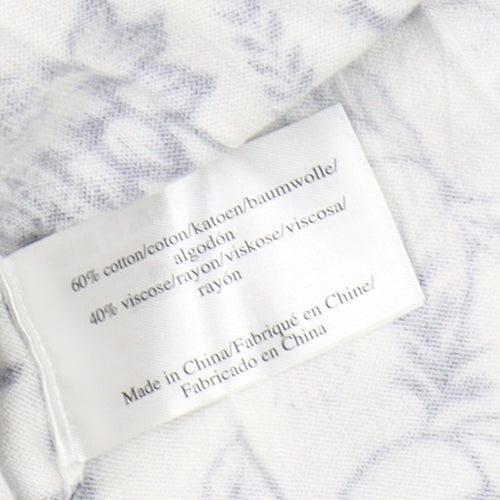 60% cotton/coton/katoen/baumwolle/
algodón
40% viscose/rayon/viskose/viscosa/
rayón
Made in China/Fabriqué en Chine/
Fabricado en China